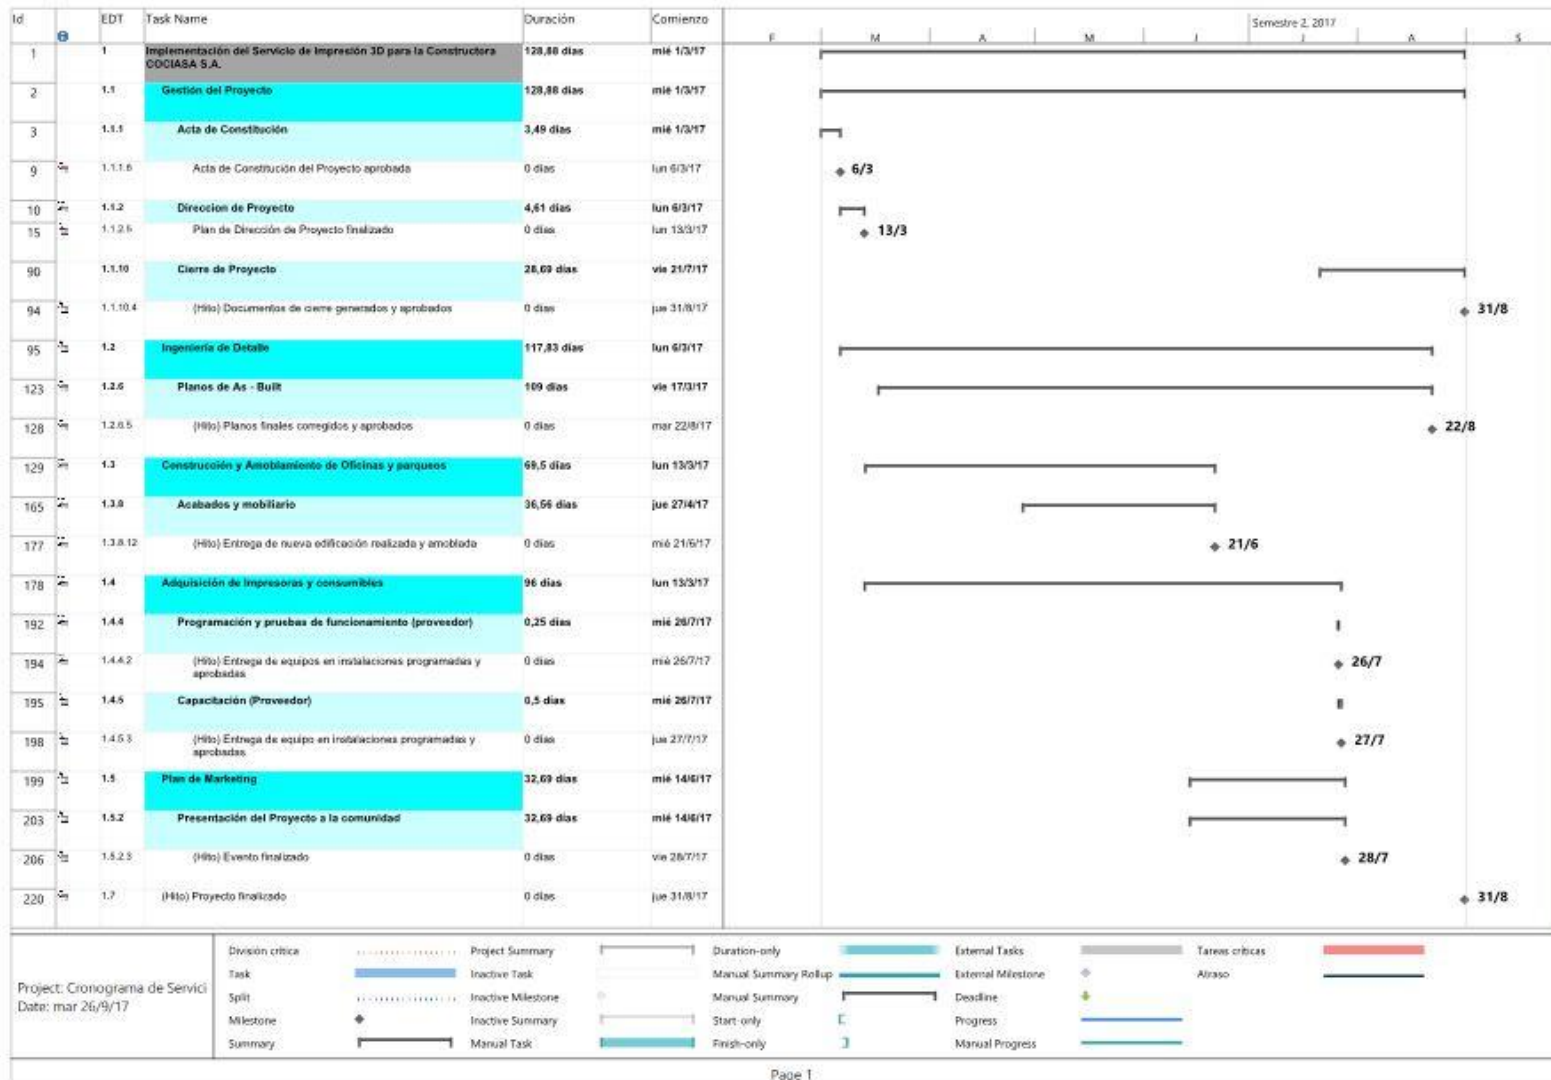 Id EDT Task Name Duración Comienzo
Semestre 2, 2017
F M A M J J A S
1 1 Implementación del Servicio de Impresión 3D para la Constructora 128,88 días mié 1/3/17
COCIASA S.A.
2 1.1 Gestión del Proyecto 128,88 días mié 1/3/17
3 1.1.1 Acta de Constitución 3,49 días mié 1/3/17
9 1.1.1.6 Acta de Constitución del Proyecto aprobada 0 días lun 6/3/17 6/3
10 1.1.2 Direccion de Proyecto 4,61 días lun 6/3/17
15 1.1.2.5 Plan de Dirección de Proyecto finalizado 0 días lun 13/3/17 13/3
90 1.1.10 Cierre de Proyecto 28,69 días vie 21/7/17
94 1.1.10.4 (Hito) Documentos de cierre generados y aprobados 0 días jue 31/8/17 31/8
95 1.2 Ingeniería de Detalle 117,83 días lun 6/3/17
123 1.2.6 Planos de As - Built 109 días vie 17/3/17
128 1.2.6.5 (Hito) Planos finales corregidos y aprobados 0 días mar 22/8/17 22/8
129 1.3 Construcción y Amoblamiento de Oficinas y parqueos 69,5 días lun 13/3/17
165 1.3.8 Acabados y mobiliario 36,56 días jue 27/4/17
177 1.3.8.12 (Hito) Entrega de nueva edificación realizada y amoblada 0 días mié 21/6/17 21/6
178 1.4 Adquisición de Impresoras y consumibles 96 días lun 13/3/17
192 1.4.4 Programación y pruebas de funcionamiento (proveedor) 0,25 días mié 26/7/17
194 1.4.4.2 (Hito) Entrega de equipos en instalaciones programadas y 0 días mié 26/7/17 26/7
aprobadas
195 1.4.5 Capacitación (Proveedor) 0,5 días mié 26/7/17
198 1.4.5.3 (Hito) Entrega de equipo en instalaciones programadas y 0 días jue 27/7/17 27/7
aprobadas
199 1.5 Plan de Marketing 32,69 días mié 14/6/17
203 1.5.2 Presentación del Proyecto a la comunidad 32,69 días mié 14/6/17
206 1.5.2.3 (Hito) Evento finalizado 0 días vie 28/7/17 28/7
220 1.7 (Hito) Proyecto finalizado 0 días jue 31/8/17 31/8
Project: Cronograma de Servici
Date: mar 26/9/17
División crítica Project Summary Duration-only External Tasks Tareas críticas
Task Inactive Task Manual Summary Rollup External Milestone Atraso
Split Inactive Milestone Manual Summary Deadline
Milestone Inactive Summary Start-only Progress
Summary Manual Task Finish-only Manual Progress
Page 1